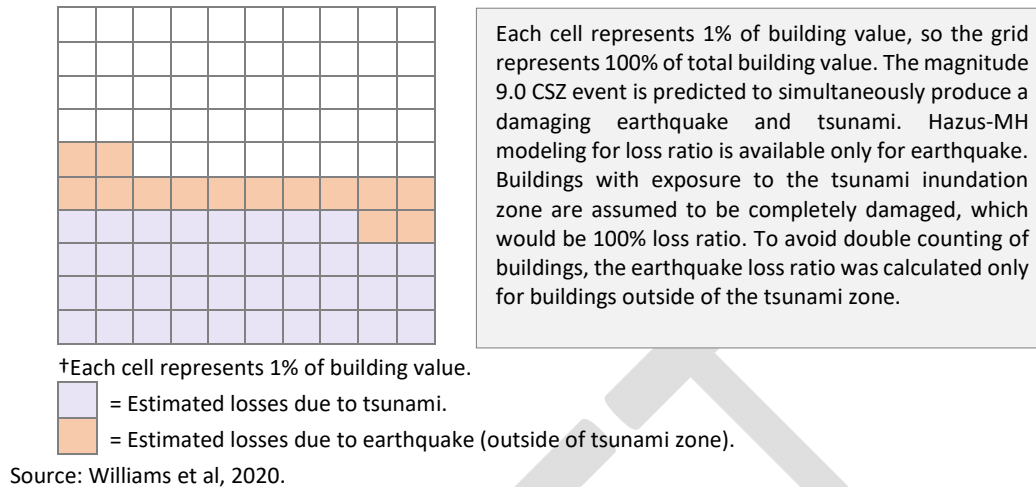 Each cell represents 1% of building value, so the grid
represents 100% of total building value. The magnitude
9.0 CSZ event is predicted to simultaneously produce a
damaging earthquake and tsunami. Hazus-MH
modeling for loss ratio is available only for earthquake.
Buildings with exposure to the tsunami inundation
zone are assumed to be completely damaged, which
would be 100% loss ratio. To avoid double counting of
buildings, the earthquake loss ratio was calculated only
for buildings outside of the tsunami zone.
†Each cell represents 1% of building value.
= Estimated losses due to tsunami.
= Estimated losses due to earthquake (outside of tsunami zone).
Source: Williams et al, 2020.